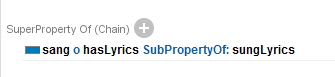 SuperProperty Of (Chain)
sang o hasLyrics SubPropertyOf: sungLyrics